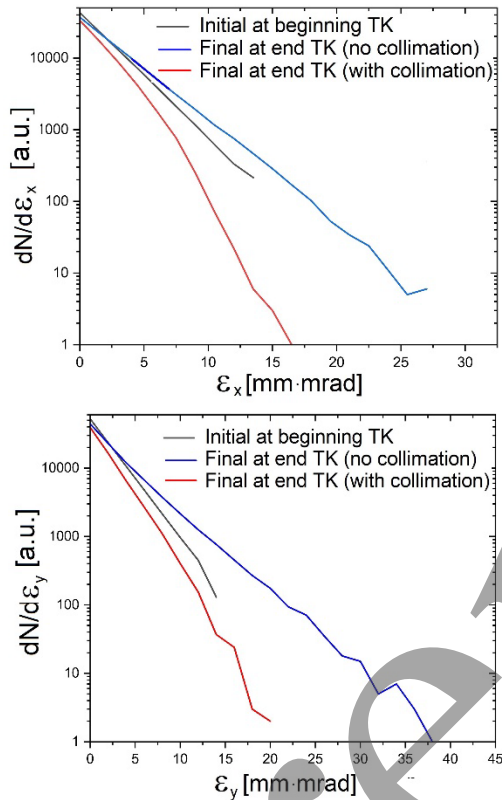 Initial at beginning TK
Final at end TK (no collimation)
Final at end TK (with collimation)
dN/dεx [a.u.]
10000
1000
100
10
1
0 5 10 15 20 25 30
εx [mm·mrad]
Initial at beginning TK
Final at end TK (no collimation)
Final at end TK (with collimation)
dN/dεy [a.u.]
10000
1000
100
10
1
0 5 10 15 20 25 30 35 40 45
εy [mm·mrad]